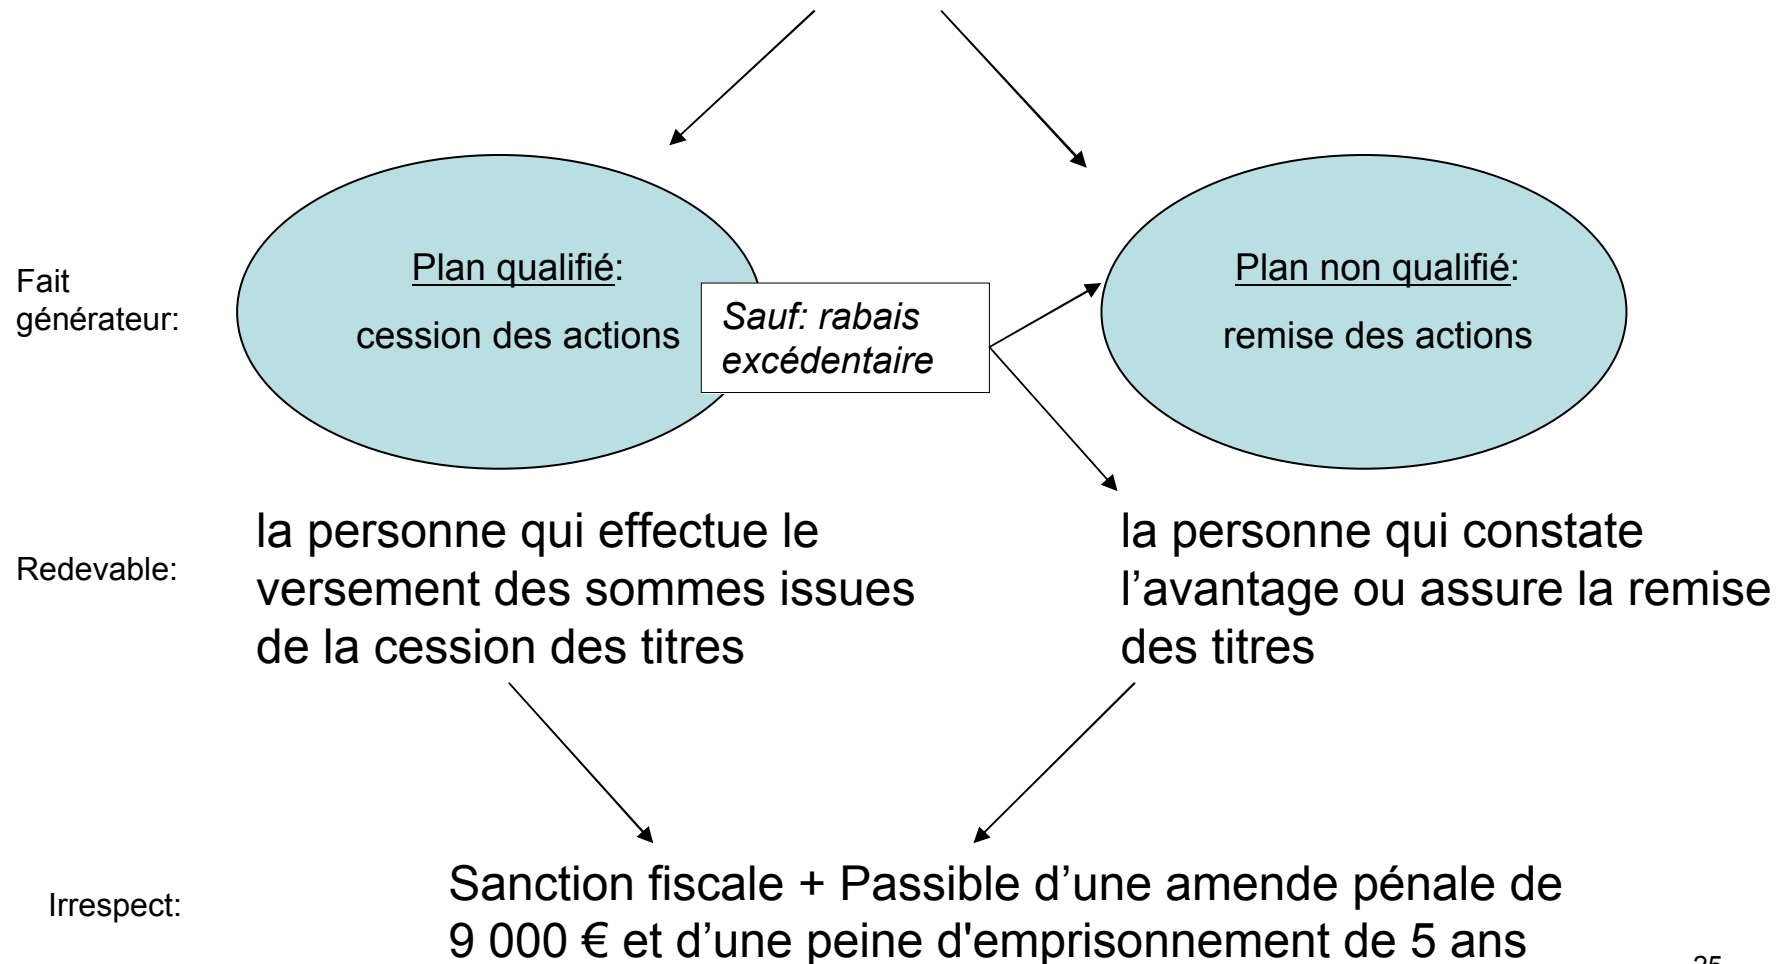 Fait
générateur:
Plan qualifié:
cession des actions
Sauf: rabais
excédentaire
Plan non qualifié:
remise des actions
Redevable:
la personne qui effectue le
versement des sommes issues
de la cession des titres
la personne qui constate
l’avantage ou assure la remise
des titres
Irrespect:
Sanction fiscale + Passible d’une amende pénale de
9 000 € et d’une peine d'emprisonnement de 5 ans
25